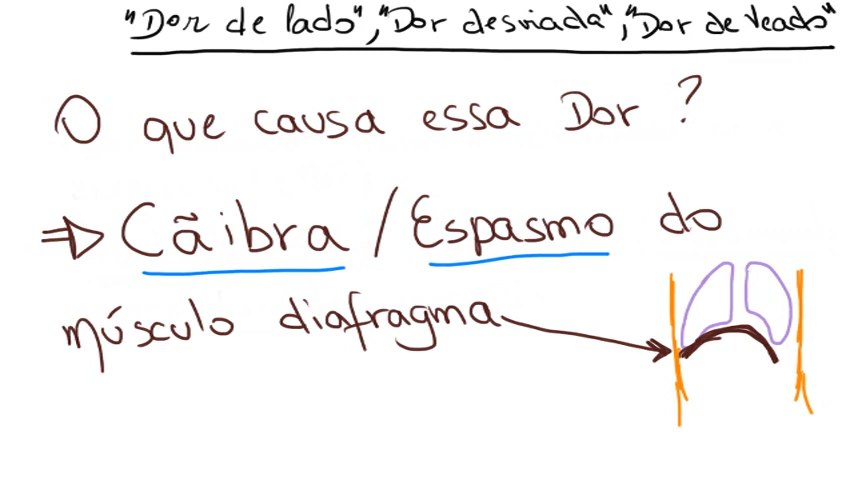 "Dor de lado", "Dor desviada", "Dor de Veado"
O que causa essa Dor ?
⇒ Cãibra / Espasmo do
músculo diafragma